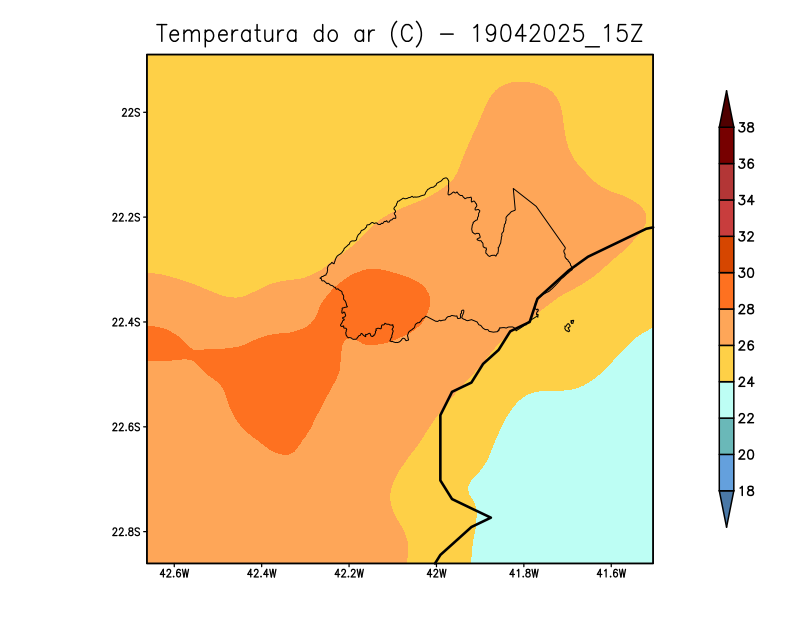 Temperatura do ar (C) - 19042025_15Z
22S
22.2S
22.4S
22.6S
22.8S
42.6W
42.4W
42.2W
42W
41.8W
41.6W
38
36
34
32
30
28
26
24
22
20
18